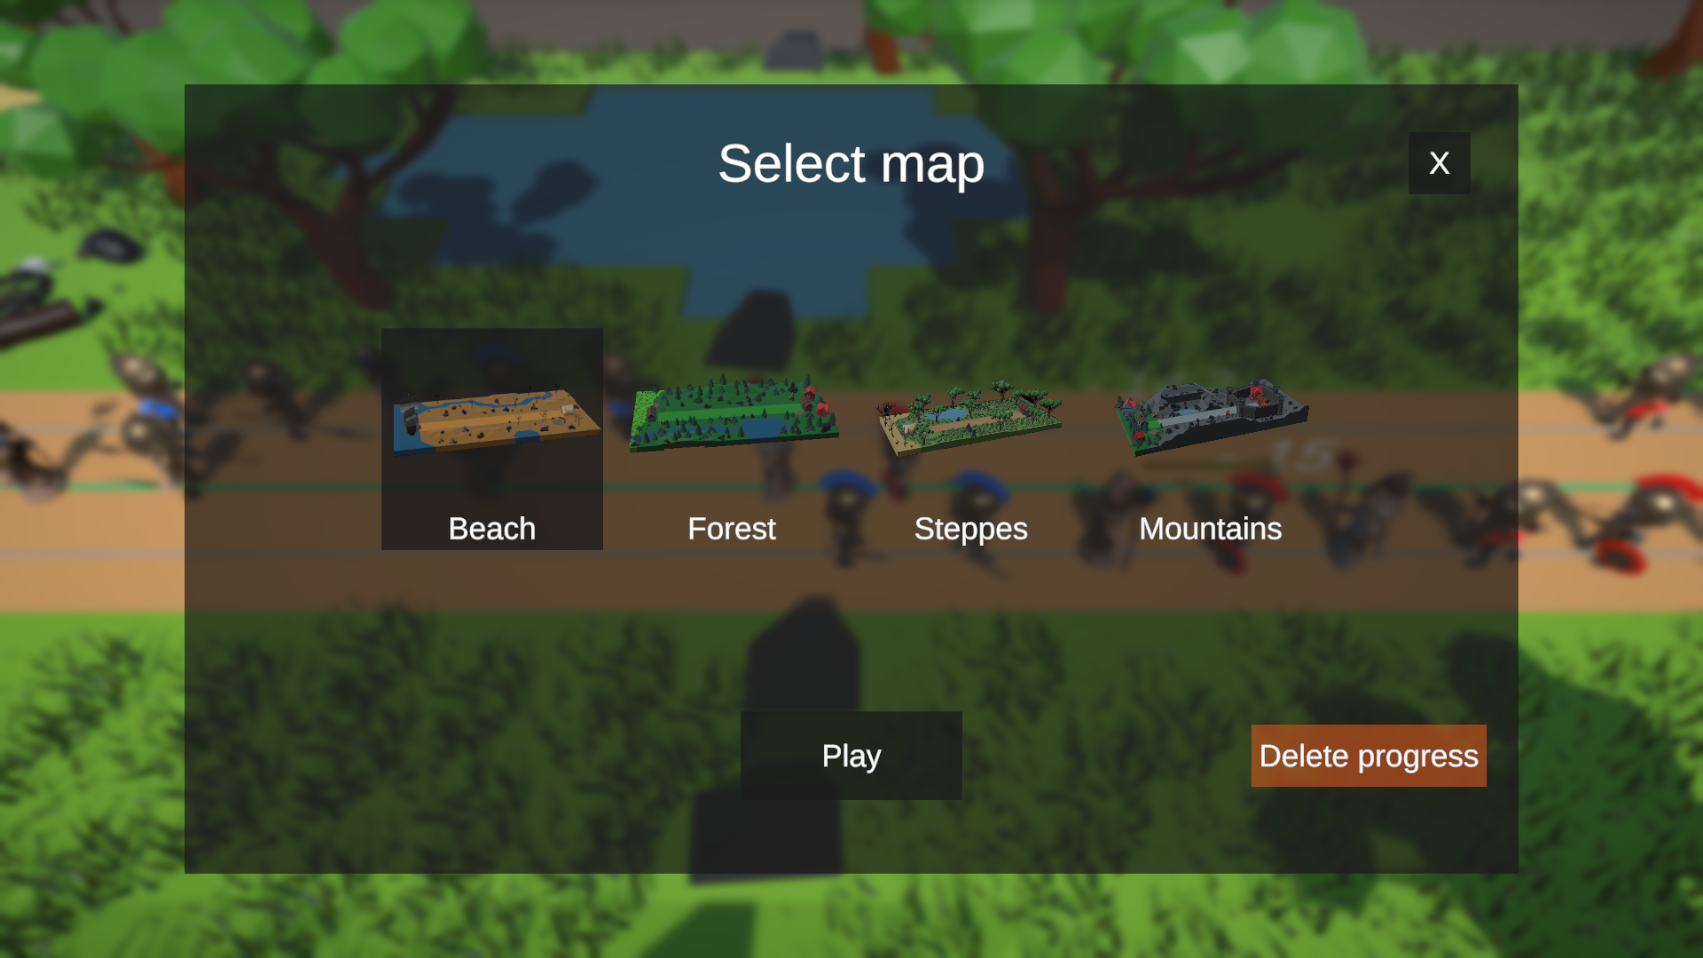 Select map
X
Beach
Forest
Steppes
Mountains
Play
Delete progress